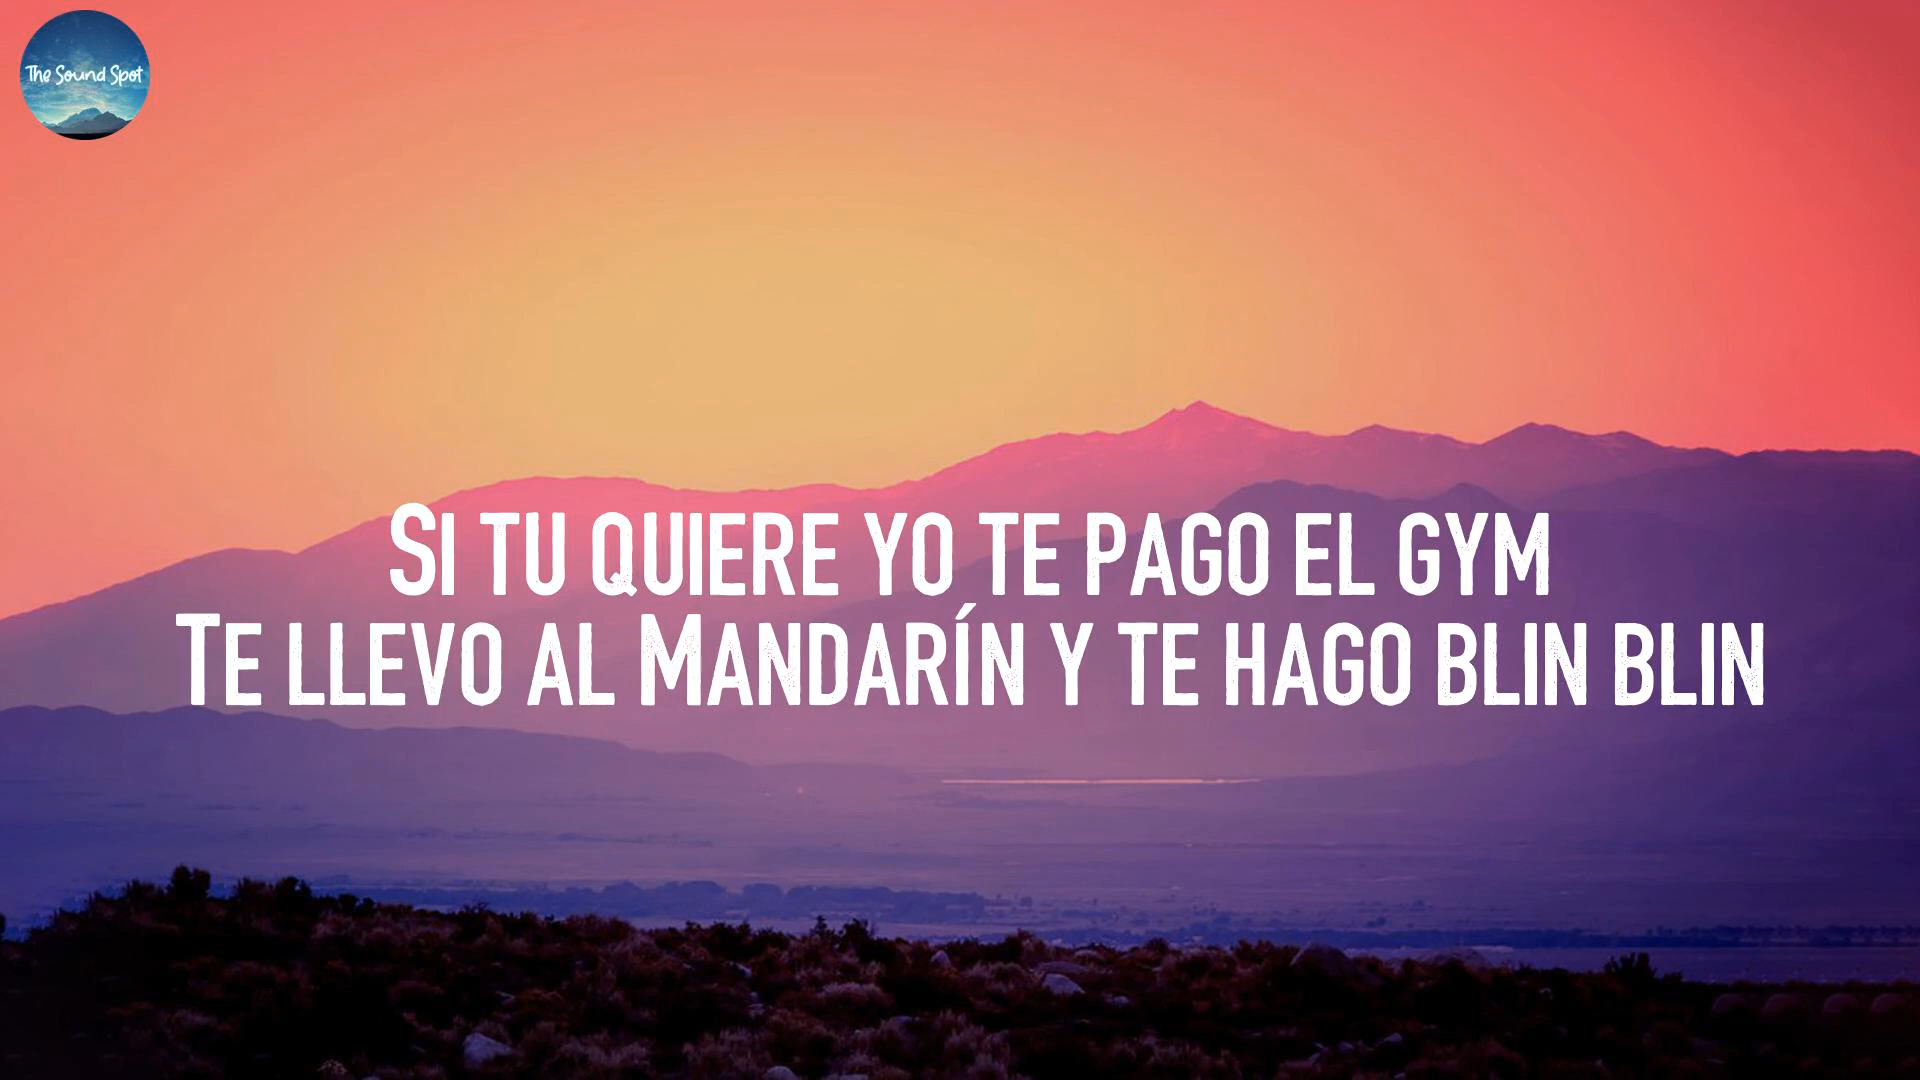 The Sound Spot
Si tu quiere yo te pago el gym
Te llevo al Mandarín y te hago blin blin